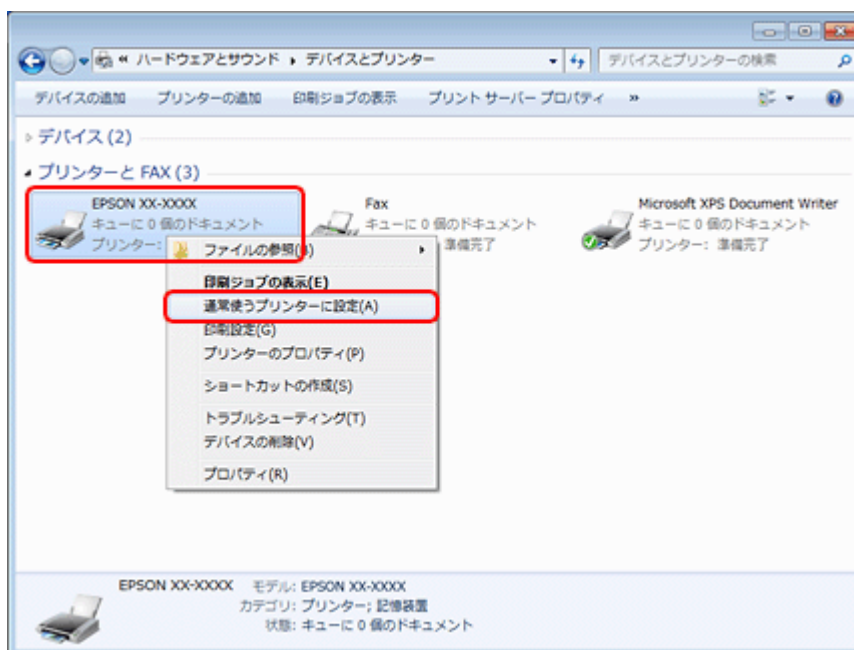 « ハードウェアとサウンド ▸ デバイスとプリンター
デバイスとプリンターの検索
デバイスの追加 プリンターの追加 印刷ジョブの表示 プリント サーバー プロパティ »
デバイス (2)
プリンターと FAX (3)
EPSON XX-XXXX
キューに 0 個のドキュメント
プリンター:
Fax
キューに 0 個のドキュメント
準備完了
Microsoft XPS Document Writer
キューに 0 個のドキュメント
プリンター: 準備完了
ファイルの参照(B)
印刷ジョブの表示(E)
通常使うプリンターに設定(A)
印刷設定(G)
プリンターのプロパティ(P)
ショートカットの作成(S)
トラブルシューティング(T)
デバイスの削除(V)
プロパティ(R)
EPSON XX-XXXX モデル: EPSON XX-XXXX
カテゴリ: プリンター; 記憶装置
状態: キューに 0 個のドキュメント